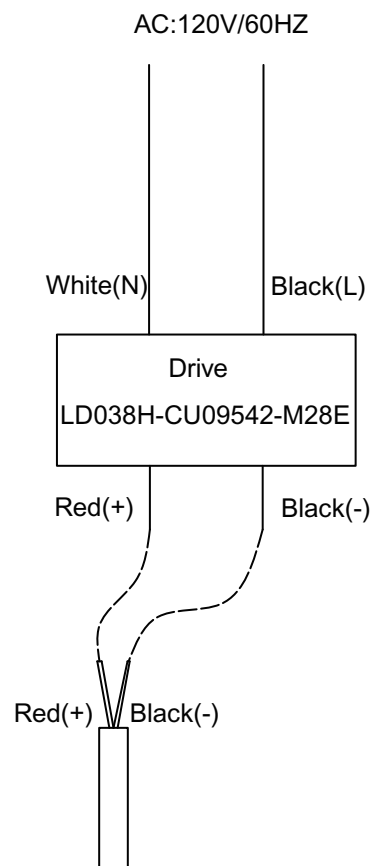 AC:120V/60HZ
White(N)
Black(L)
Drive
LD038H-CU09542-M28E
Red(+)
Black(-)
Red(+)
Black(-)